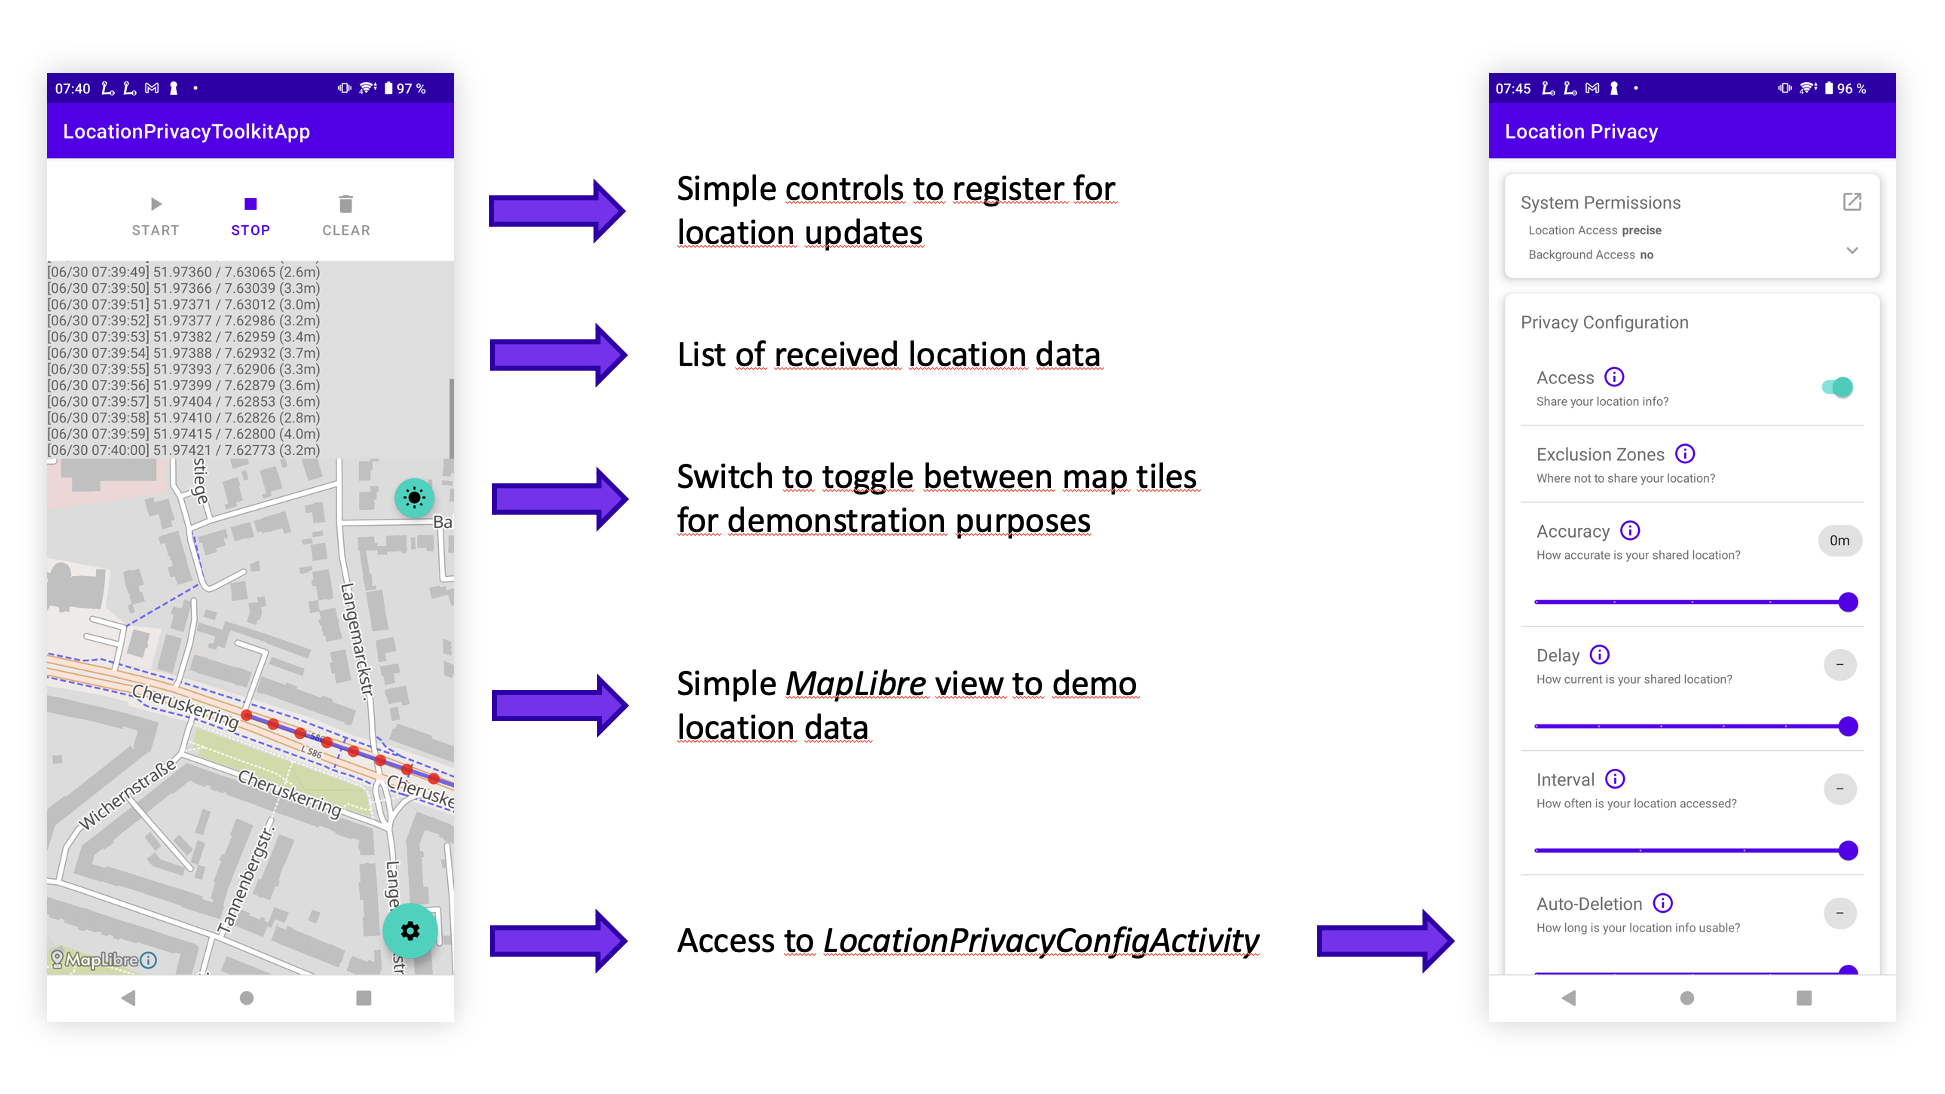 07:40
97 %
LocationPrivacyToolkitApp
START
STOP
CLEAR
[06/30 07:39:49] 51.97360 / 7.63065 (2.6m)
[06/30 07:39:50] 51.97366 / 7.63039 (3.3m)
[06/30 07:39:51] 51.97371 / 7.63012 (3.0m)
[06/30 07:39:52] 51.97377 / 7.62986 (3.2m)
[06/30 07:39:53] 51.97382 / 7.62959 (3.4m)
[06/30 07:39:54] 51.97388 / 7.62932 (3.7m)
[06/30 07:39:55] 51.97393 / 7.62906 (3.3m)
[06/30 07:39:56] 51.97399 / 7.62879 (3.6m)
[06/30 07:39:57] 51.97404 / 7.62853 (3.6m)
[06/30 07:39:58] 51.97410 / 7.62826 (2.8m)
[06/30 07:39:59] 51.97415 / 7.62800 (4.0m)
[06/30 07:40:00] 51.97421 / 7.62773 (3.2m)
stiege
Ba
Langemarckstr.
Cheruskerring
L 586
L 586
Cheruskerring
Cheruske
Wichernstraße
Tannenbergstr.
Lange
str
MapLibre
Simple controls to register for
location updates
List of received location data
Switch to toggle between map tiles
for demonstration purposes
Simple MapLibre view to demo
location data
Access to LocationPrivacyConfigActivity
07:45
96 %
Location Privacy
System Permissions
Location Access precise
Background Access no
Privacy Configuration
Access
Share your location info?
Exclusion Zones
Where not to share your location?
Accuracy
0m
How accurate is your shared location?
Delay
–
How current is your shared location?
Interval
–
How often is your location accessed?
Auto-Deletion
–
How long is your location info usable?